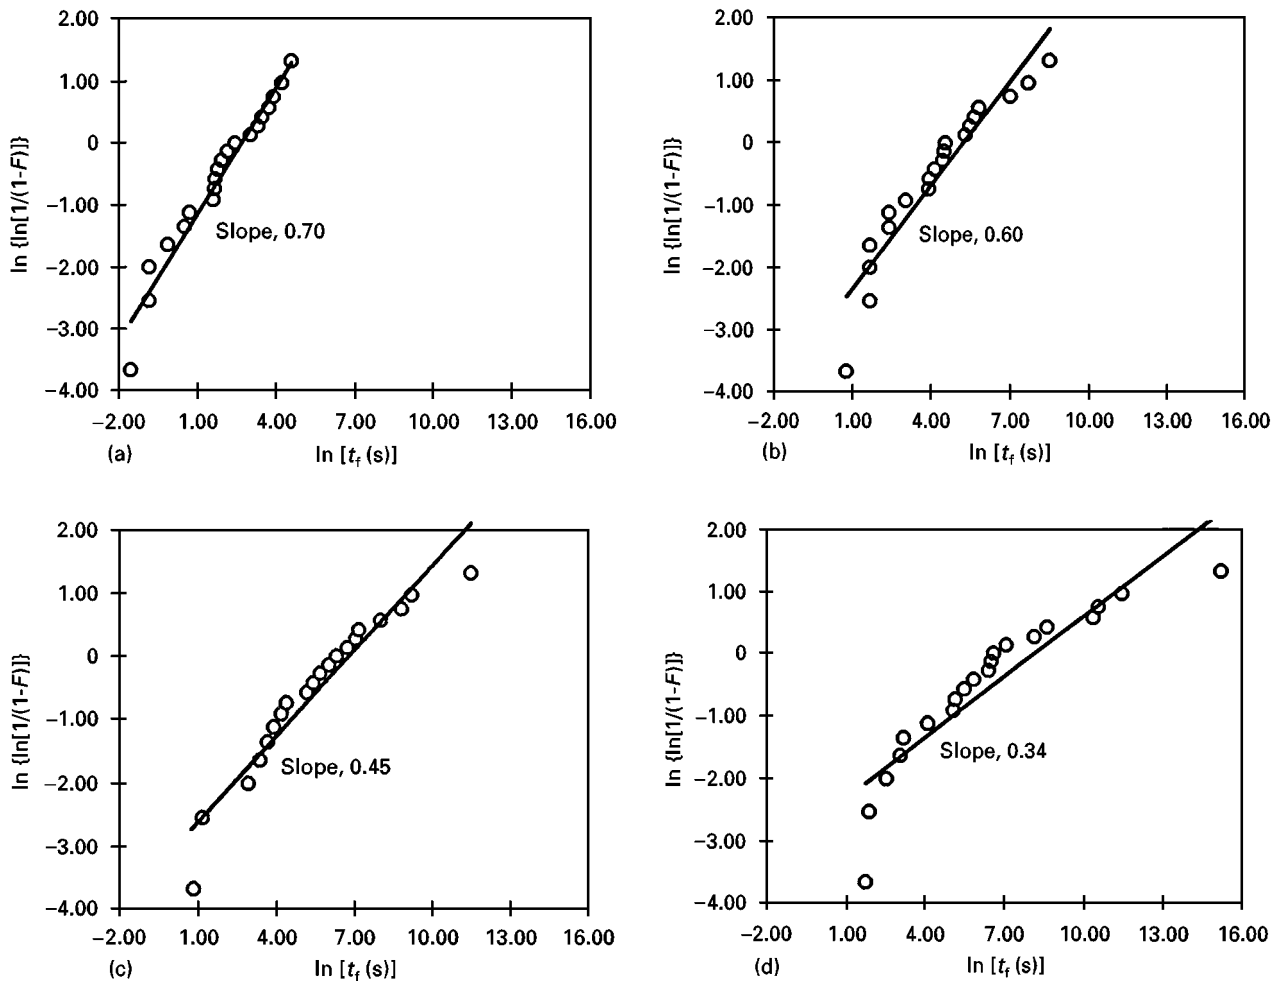 2.00
1.00
0
−1.00
−2.00
−3.00
−4.00
ln {ln[1/(1-F)]}
Slope, 0.70
−2.00 1.00 4.00 7.00 10.00 13.00 16.00
(a) ln [tf (s)]
2.00
1.00
0
−1.00
−2.00
−3.00
−4.00
ln {ln[1/(1-F)]}
Slope, 0.60
−2.00 1.00 4.00 7.00 10.00 13.00 16.00
(b) ln [tf (s)]
2.00
1.00
0
−1.00
−2.00
−3.00
−4.00
ln {ln[1/(1-F)]}
Slope, 0.45
−2.00 1.00 4.00 7.00 10.00 13.00 16.00
(c) ln [tf (s)]
2.00
1.00
0
−1.00
−2.00
−3.00
−4.00
ln {ln[1/(1-F)]}
Slope, 0.34
−2.00 1.00 4.00 7.00 10.00 13.00 16.00
(d) ln [tf (s)]